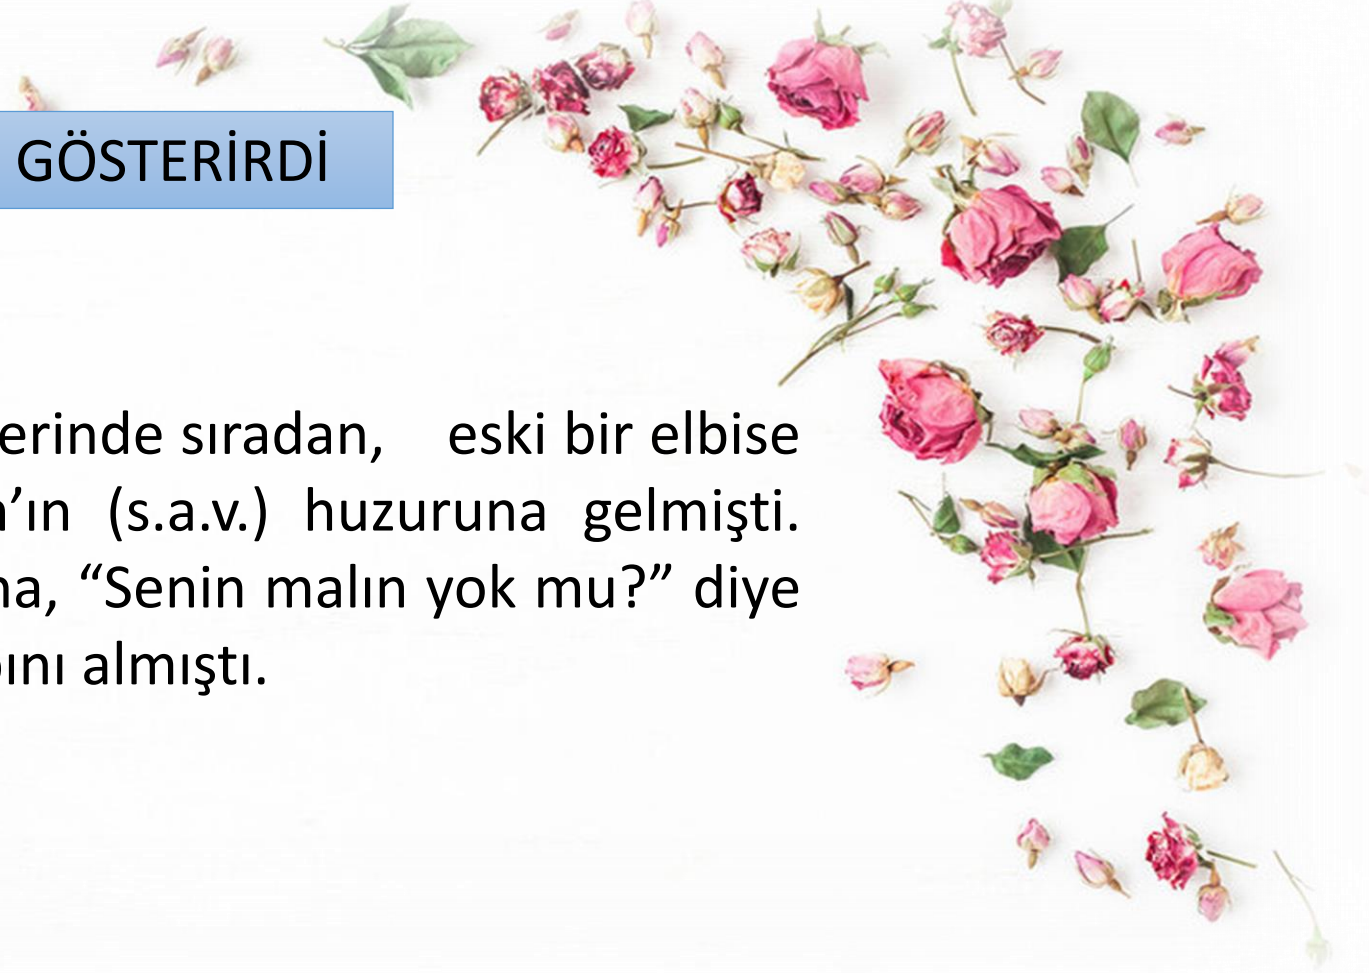 GÖSTERİRDİ
erinde sıradan, eski bir elbise
’ın (s.a.v.) huzuruna gelmişti.
na, “Senin malın yok mu?” diye
ını almıştı.